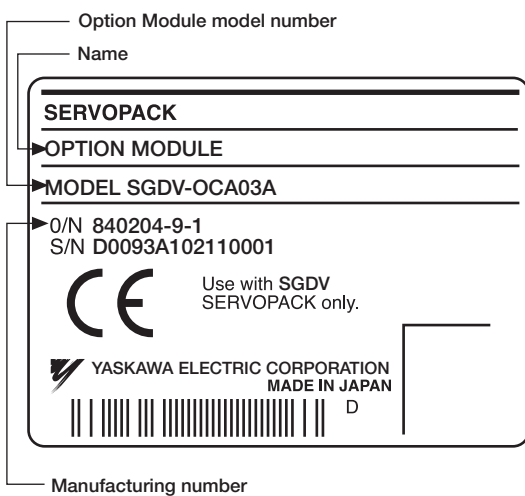 Option Module model number
Name
SERVOPACK
OPTION MODULE
MODEL SGDV-OCA03A
0/N 840204-9-1
S/N D0093A102110001
CE
Use with SGDV
SERVOPACK only.
YASKAWA ELECTRIC CORPORATION
MADE IN JAPAN
D
Manufacturing number